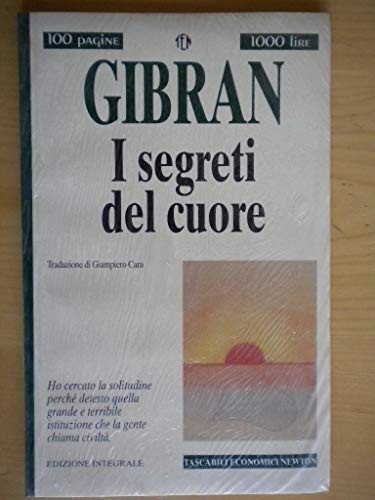 100 pagine TEN 1000 lire
GIBRAN
I segreti
del cuore
Traduzione di Giampiero Cara
Ho cercato la solitudine
perché detesto quella
grande e terribile
istituzione che la gente
chiama civiltà.
EDIZIONE INTEGRALE
TASCABILI ECONOMICI NEWTON